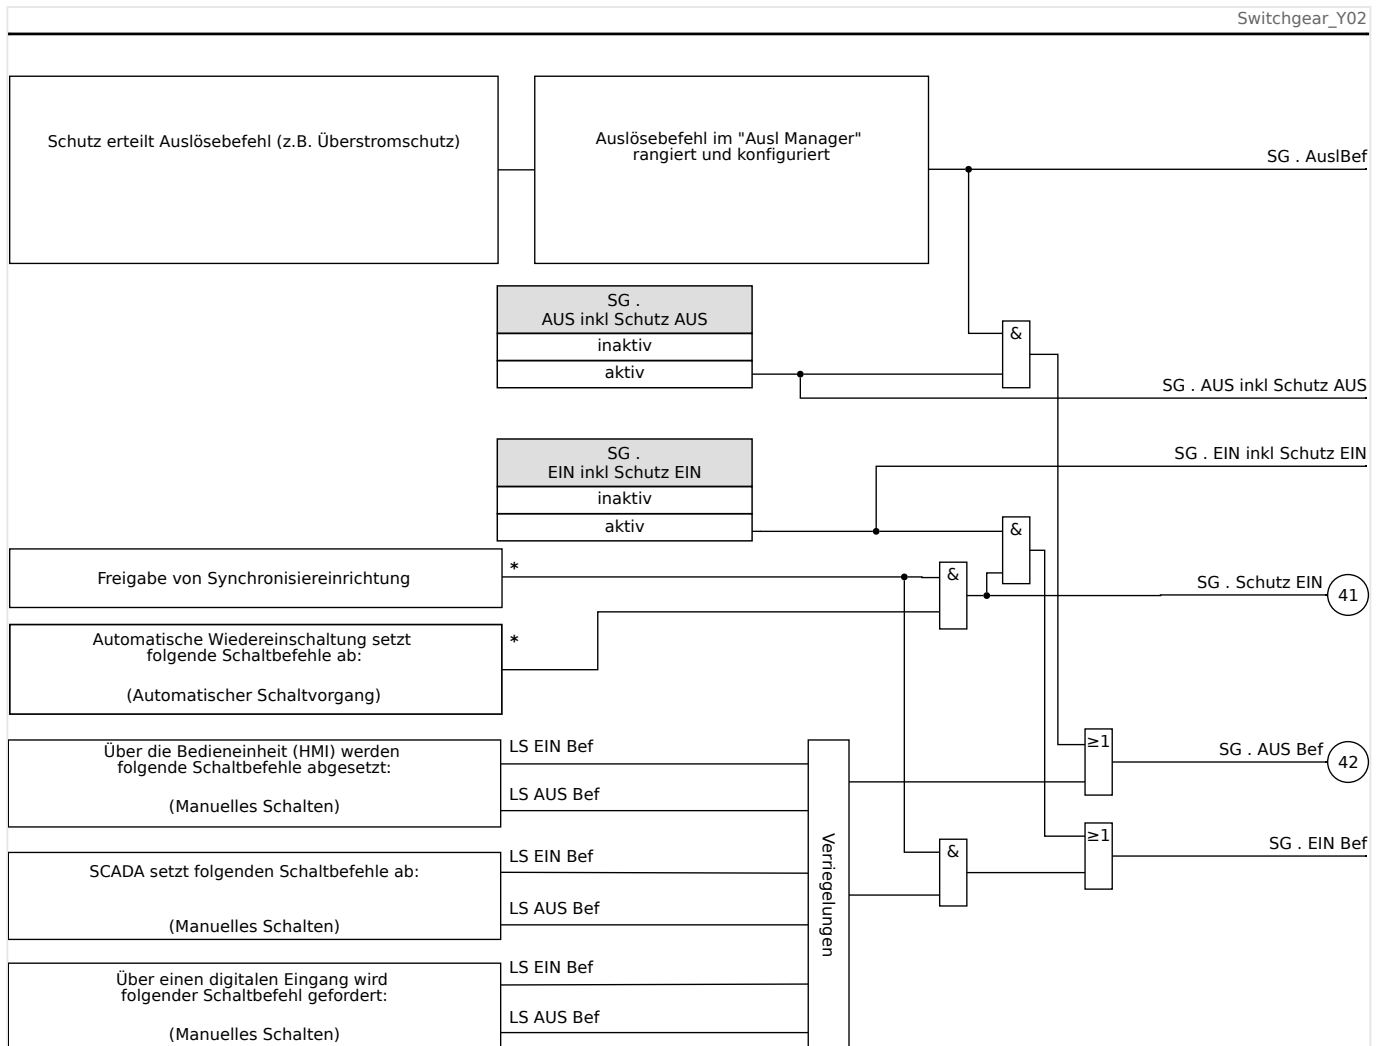 Switchgear_Y02
Schutz erteilt Auslösebefehl (z.B. Überstromschutz)
Auslösebefehl im "Ausl Manager"
rangiert und konfiguriert
SG . AuslBef
SG .
AUS inkl Schutz AUS
inaktiv
aktiv
&
SG . AUS inkl Schutz AUS
SG .
EIN inkl Schutz EIN
inaktiv
aktiv
SG . EIN inkl Schutz EIN
&
Freigabe von Synchronisiereinrichtung
*
&
SG . Schutz EIN
41
Automatische Wiedereinschaltung setzt
folgende Schaltbefehle ab:
(Automatischer Schaltvorgang)
*
Über die Bedieneinheit (HMI) werden
folgende Schaltbefehle abgesetzt:
(Manuelles Schalten)
LS EIN Bef
LS AUS Bef
≥1
SG . AUS Bef
42
SCADA setzt folgenden Schaltbefehle ab:
(Manuelles Schalten)
LS EIN Bef
LS AUS Bef
Verriegelungen
&
≥1
SG . EIN Bef
Über einen digitalen Eingang wird
folgender Schaltbefehl gefordert:
(Manuelles Schalten)
LS EIN Bef
LS AUS Bef